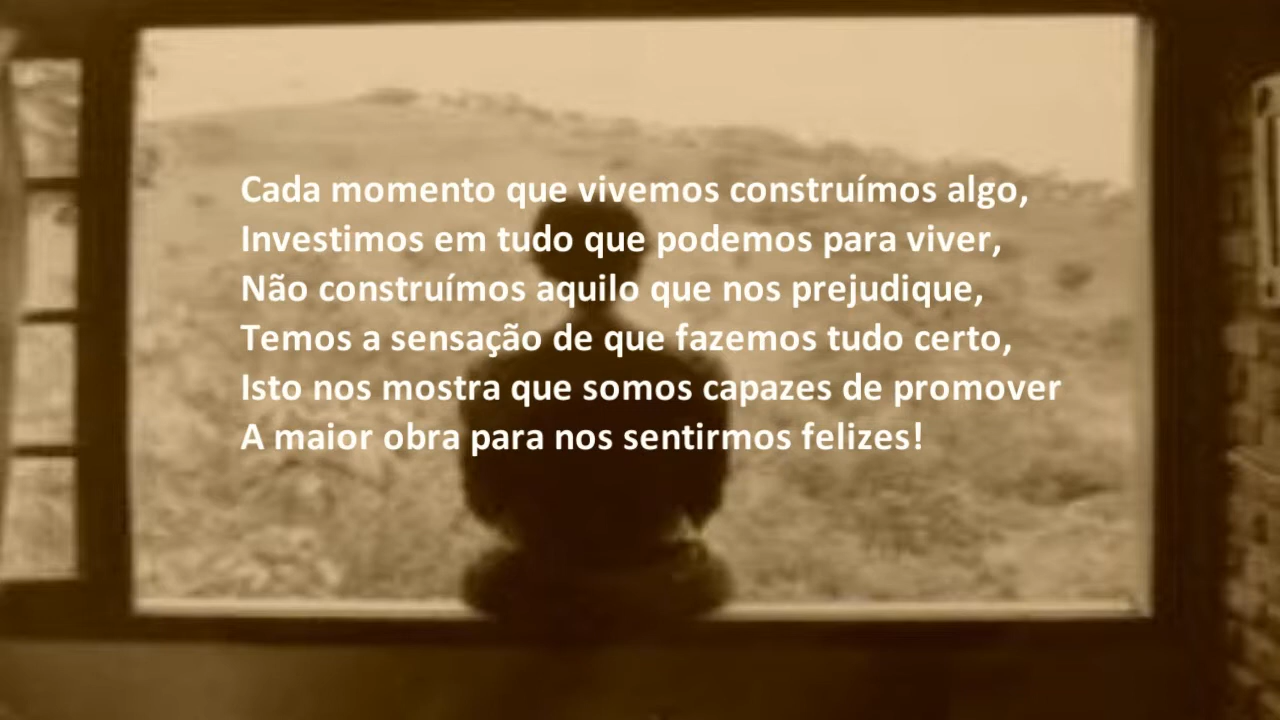 Cada momento que vivemos construímos algo,
Investimos em tudo que podemos para viver,
Não construímos aquilo que nos prejudique,
Temos a sensação de que fazemos tudo certo,
Isto nos mostra que somos capazes de promover
A maior obra para nos sentirmos felizes!